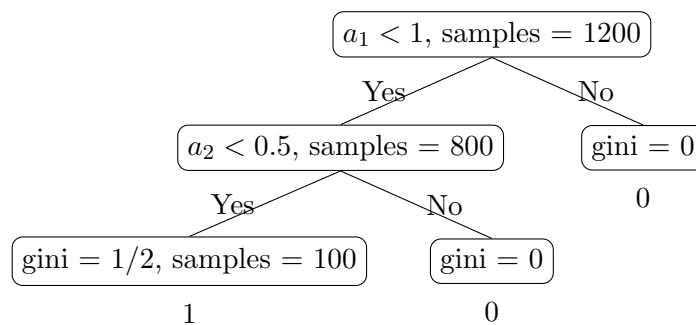 a₁ < 1, samples = 1200
Yes
No
a₂ < 0.5, samples = 800
gini = 0
0
Yes
No
gini = 1/2, samples = 100
gini = 0
1
0